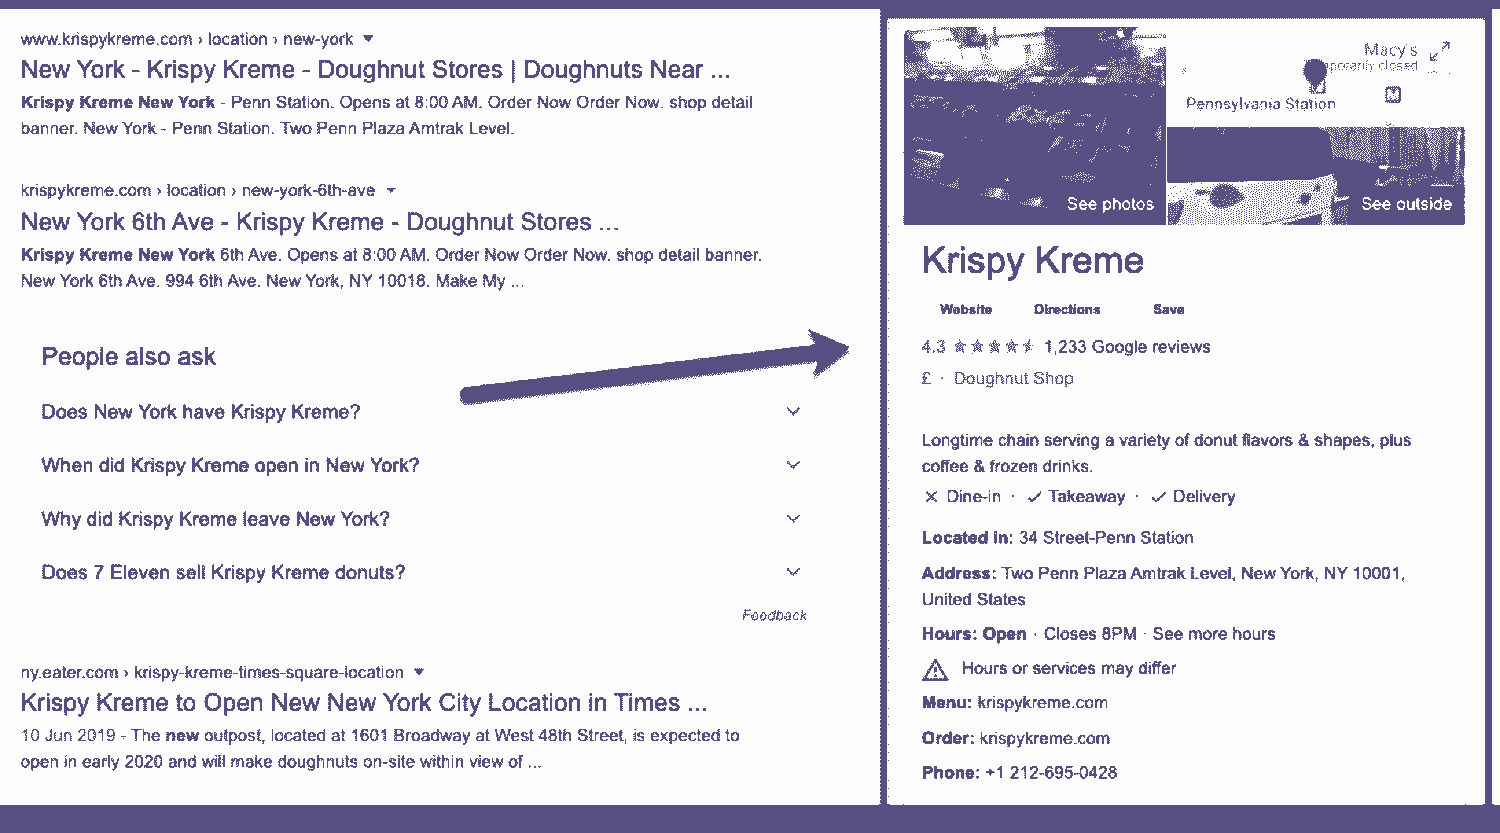 www.krispykreme.com › location › new-york
New York - Krispy Kreme - Doughnut Stores | Doughnuts Near ...
Krispy Kreme New York - Penn Station. Opens at 8:00 AM. Order Now Order Now. shop detail
banner. New York - Penn Station. Two Penn Plaza Amtrak Level.
krispykreme.com › location › new-york-6th-ave
New York 6th Ave - Krispy Kreme - Doughnut Stores ...
Krispy Kreme New York 6th Ave. Opens at 8:00 AM. Order Now Order Now. shop detail banner.
New York 6th Ave. 994 6th Ave. New York, NY 10018. Make My ...
People also ask
Does New York have Krispy Kreme?
When did Krispy Kreme open in New York?
Why did Krispy Kreme leave New York?
Does 7 Eleven sell Krispy Kreme donuts?
Feedback
ny.eater.com › krispy-kreme-times-square-location
Krispy Kreme to Open New New York City Location in Times ...
10 Jun 2019 - The new outpost, located at 1601 Broadway at West 48th Street, is expected to
open in early 2020 and will make doughnuts on-site within view of ...
Macy's
closed
Pennsylvania Station
See photos
See outside
Krispy Kreme
Website Directions Save
4.3 1,233 Google reviews
£ · Doughnut Shop
Longtime chain serving a variety of donut flavors & shapes, plus
coffee & frozen drinks.
Dine-in · Takeaway · Delivery
Located in: 34 Street-Penn Station
Address: Two Penn Plaza Amtrak Level, New York, NY 10001,
United States
Hours: Open · Closes 8PM · See more hours
Hours or services may differ
Menu: krispykreme.com
Order: krispykreme.com
Phone: +1 212-695-0428